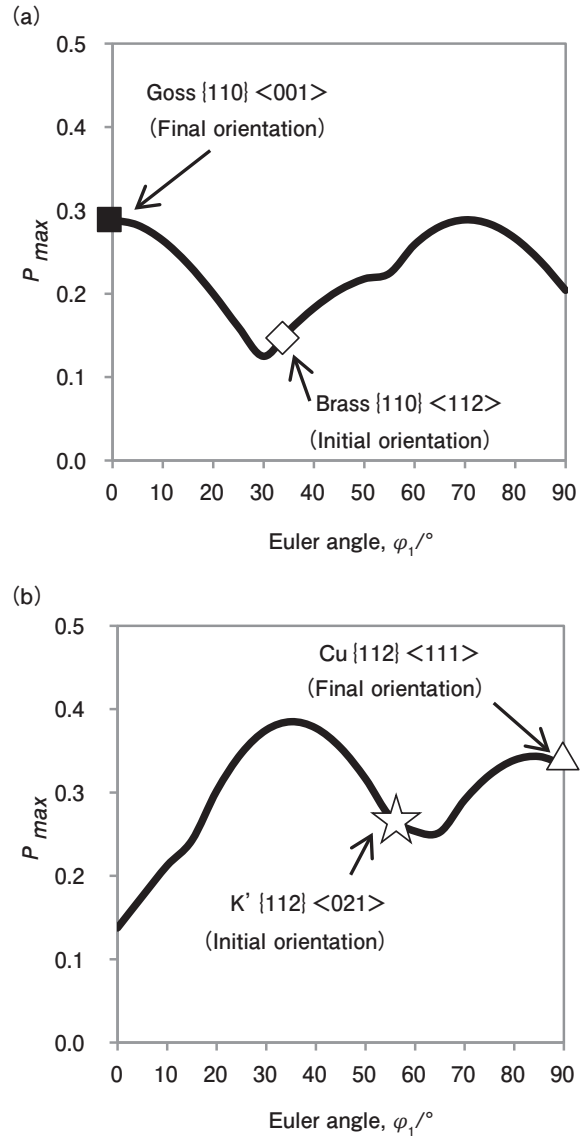 (a)
0.5
0.4
0.3
0.2
0.1
0.0
P max
Goss {110} <001>
(Final orientation)
Brass {110} <112>
(Initial orientation)
0 10 20 30 40 50 60 70 80 90
Euler angle, φ1/°
(b)
0.5
0.4
0.3
0.2
0.1
0.0
P max
Cu {112} <111>
(Final orientation)
K' {112} <021>
(Initial orientation)
0 10 20 30 40 50 60 70 80 90
Euler angle, φ1/°